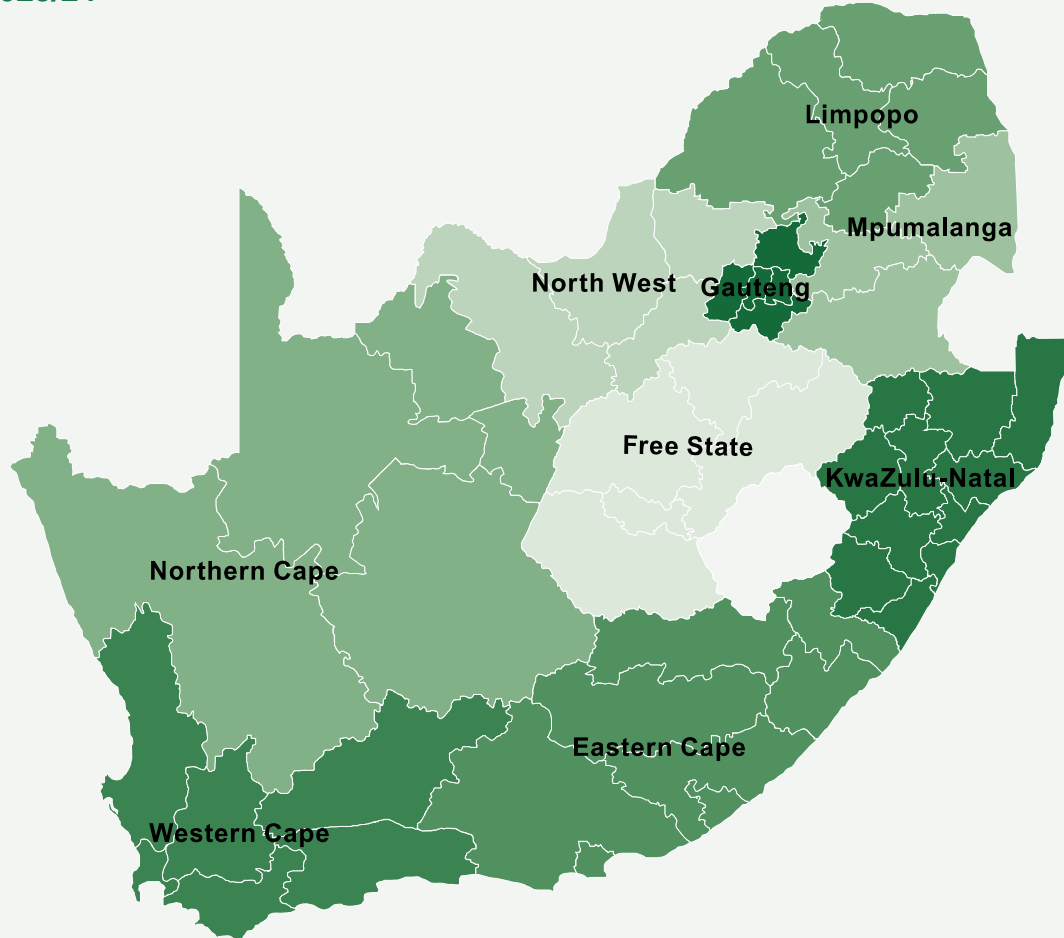 Limpopo
Mpumalanga
North West
Gauteng
Free State
KwaZulu-Natal
Northern Cape
Eastern Cape
Western Cape